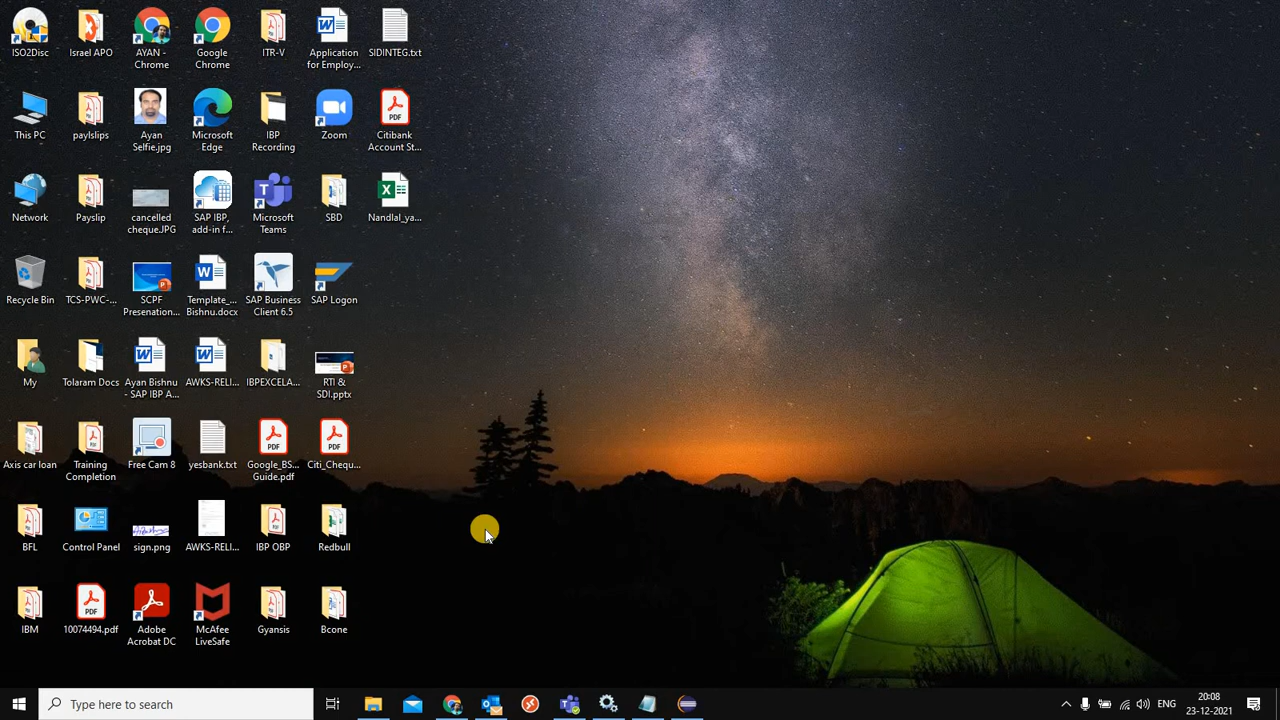 ISO2Disc
Israel APO
AYAN -
Chrome
Google
Chrome
ITR-V
Application
for Employ...
SIDINTEG.txt
This PC
paylslips
Ayan
Selfie.jpg
Microsoft
Edge
IBP
Recording
Zoom
Citibank
Account St...
Network
Payslip
cancelled
cheque.JPG
SAP IBP,
add-in f...
Microsoft
Teams
SBD
Nandlal_ya...
Recycle Bin
TCS-PWC-...
SCPF
Presenation...
Template_...
Bishnu.docx
SAP Business
Client 6.5
SAP Logon
My
Tolaram Docs
Ayan Bishnu
- SAP IBP A...
AWKS-RELI...
IBPEXCELA...
RTI &
SDI.pptx
Axis car loan
Training
Completion
Free Cam 8
yesbank.txt
Google_BS...
Guide.pdf
Citi_Chequ...
BFL
Control Panel
sign.png
AWKS-RELI...
IBP OBP
Redbull
IBM
10074494.pdf
Adobe
Acrobat DC
McAfee
LiveSafe
Gyansis
Bcone
Type here to search
ENG
20:08
23-12-2021